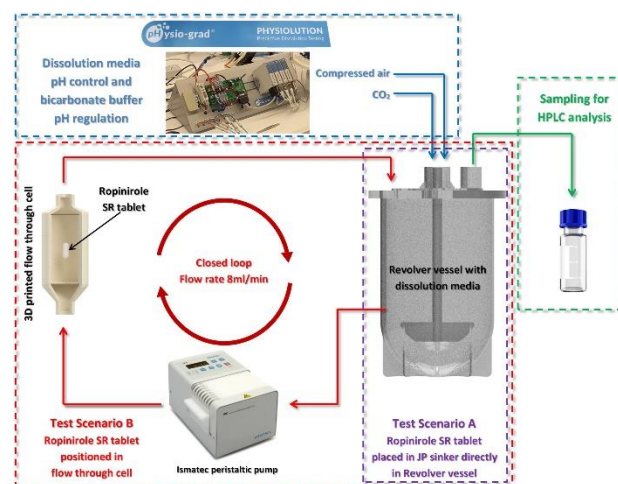 pHysio-grad®
PHYSIOLUTION
Dissolution media
pH control and
bicarbonate buffer
pH regulation
Compressed air
CO₂
Sampling for
HPLC analysis
Ropinirole
SR tablet
3D printed flow through cell
Closed loop
Flow rate 8ml/min
Revolver vessel with
dissolution media
Test Scenario B
Ropinirole SR tablet
positioned in
flow through cell
Ismatec peristaltic pump
Test Scenario A
Ropinirole SR tablet
placed in JP sinker directly
in Revolver vessel